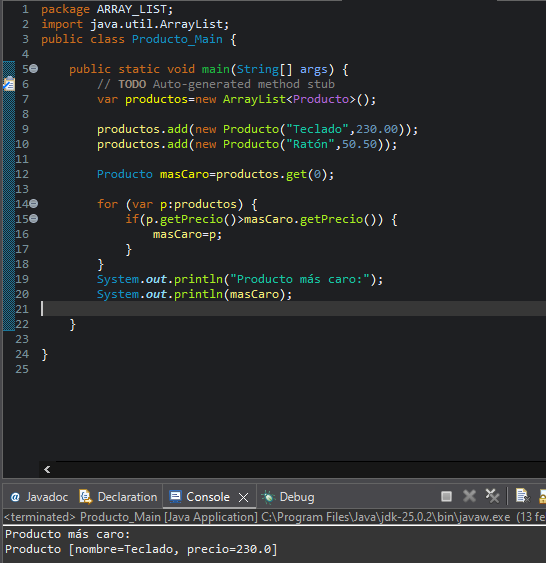 1 package ARRAY_LIST;
2 import java.util.ArrayList;
3 public class Producto_Main {
4
5 public static void main(String[] args) {
6 // TODO Auto-generated method stub
7 var productos=new ArrayList<Producto>();
8
9 productos.add(new Producto("Teclado",230.00));
10 productos.add(new Producto("Ratón",50.50));
11
12 Producto masCaro=productos.get(0);
13
14 for (var p:productos) {
15 if(p.getPrecio()>masCaro.getPrecio()) {
16 masCaro=p;
17 }
18 }
19 System.out.println("Producto más caro:");
20 System.out.println(masCaro);
21
22 }
23
24 }
25
@ Javadoc Declaration Console Debug
<terminated> Producto_Main [Java Application] C:\Program Files\Java\jdk-25.0.2\bin\javaw.exe (13 fe
Producto más caro:
Producto [nombre=Teclado, precio=230.0]